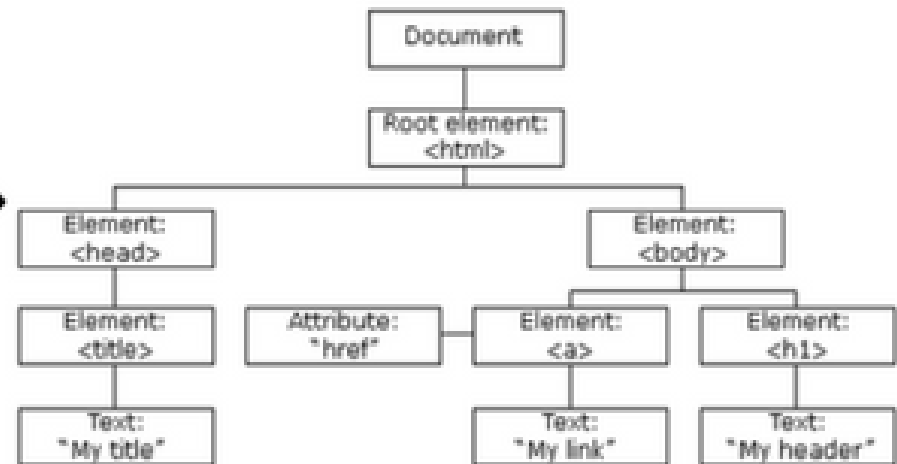 Document
Root element:
<html>
Element:
<head>
Element:
<body>
Element:
<title>
Attribute:
"href"
Element:
<a>
Element:
<h1>
Text:
"My title"
Text:
"My link"
Text:
"My header"